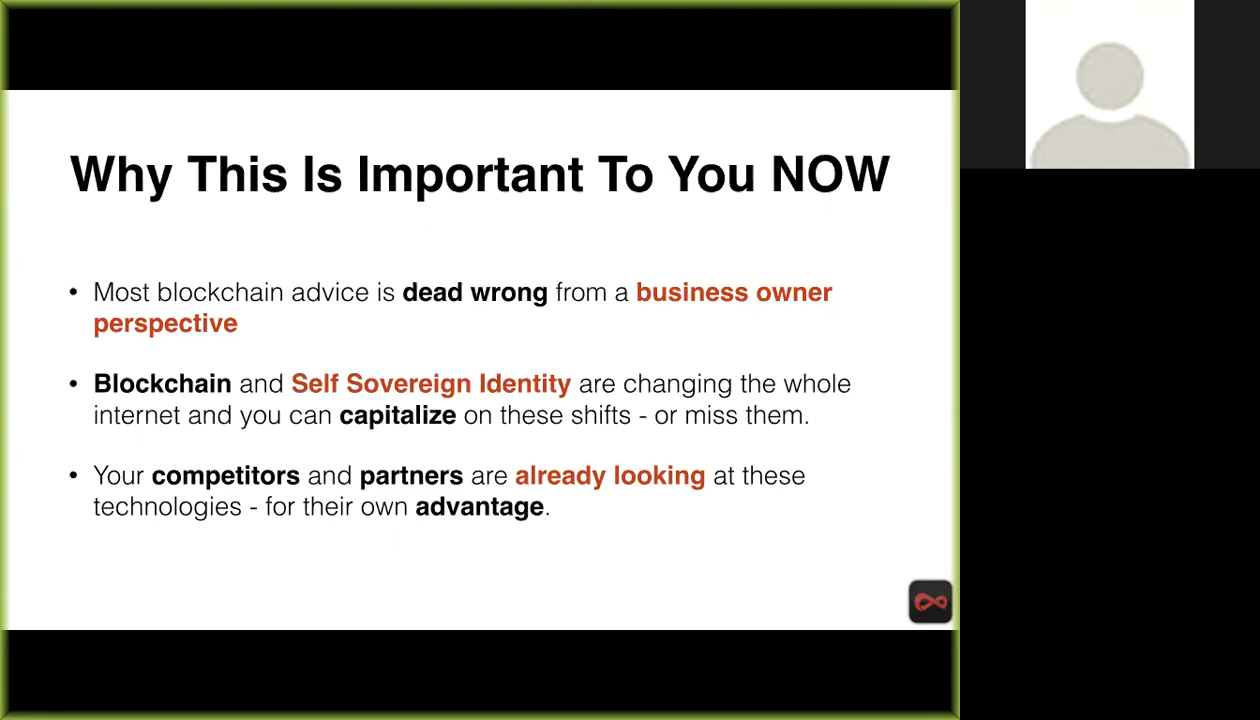 Why This Is Important To You NOW
• Most blockchain advice is dead wrong from a business owner
perspective
• Blockchain and Self Sovereign Identity are changing the whole
internet and you can capitalize on these shifts - or miss them.
• Your competitors and partners are already looking at these
technologies - for their own advantage.